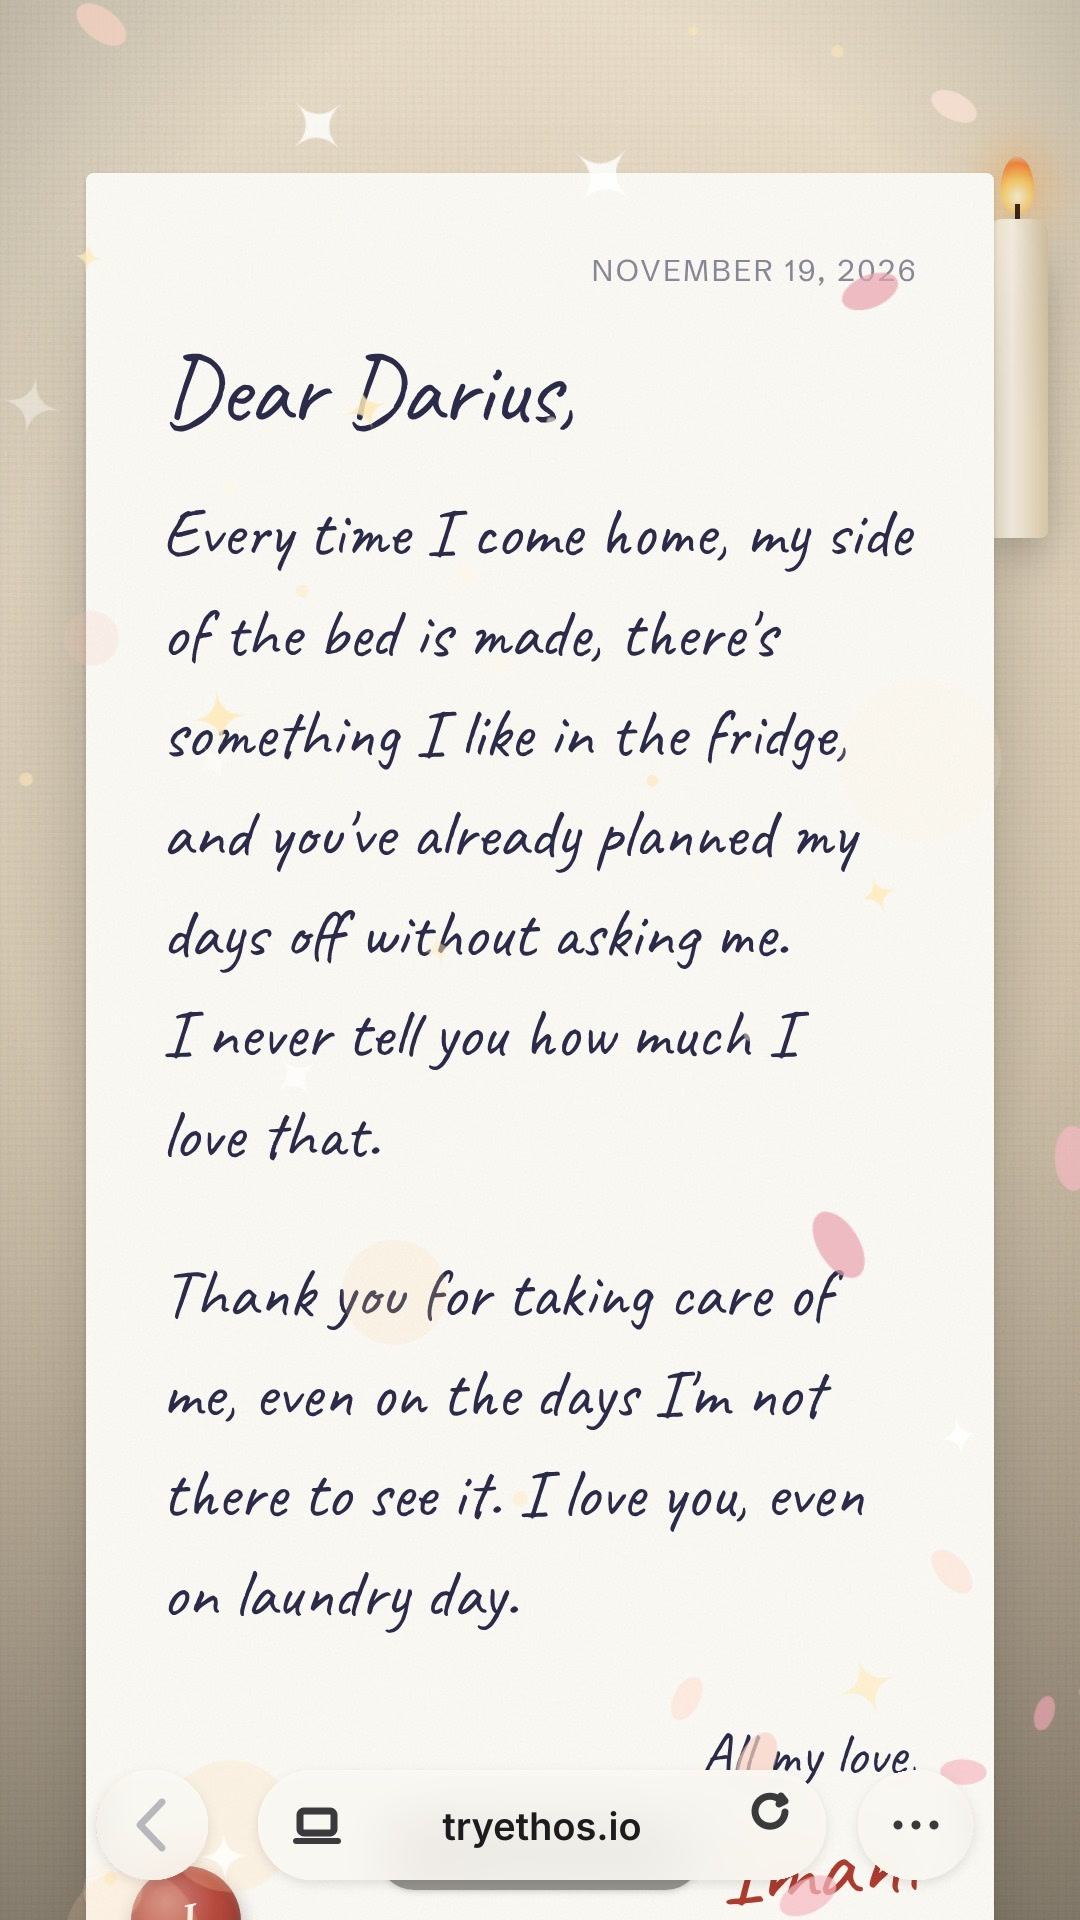 NOVEMBER 19, 2026
Dear Darius,
Every time I come home, my side
of the bed is made, there's
something I like in the fridge,
and you've already planned my
days off without asking me.
I never tell you how much I
love that.
Thank you for taking care of
me, even on the days I'm not
there to see it. I love you, even
on laundry day.
All my love,
tryethos.io
Imani
I